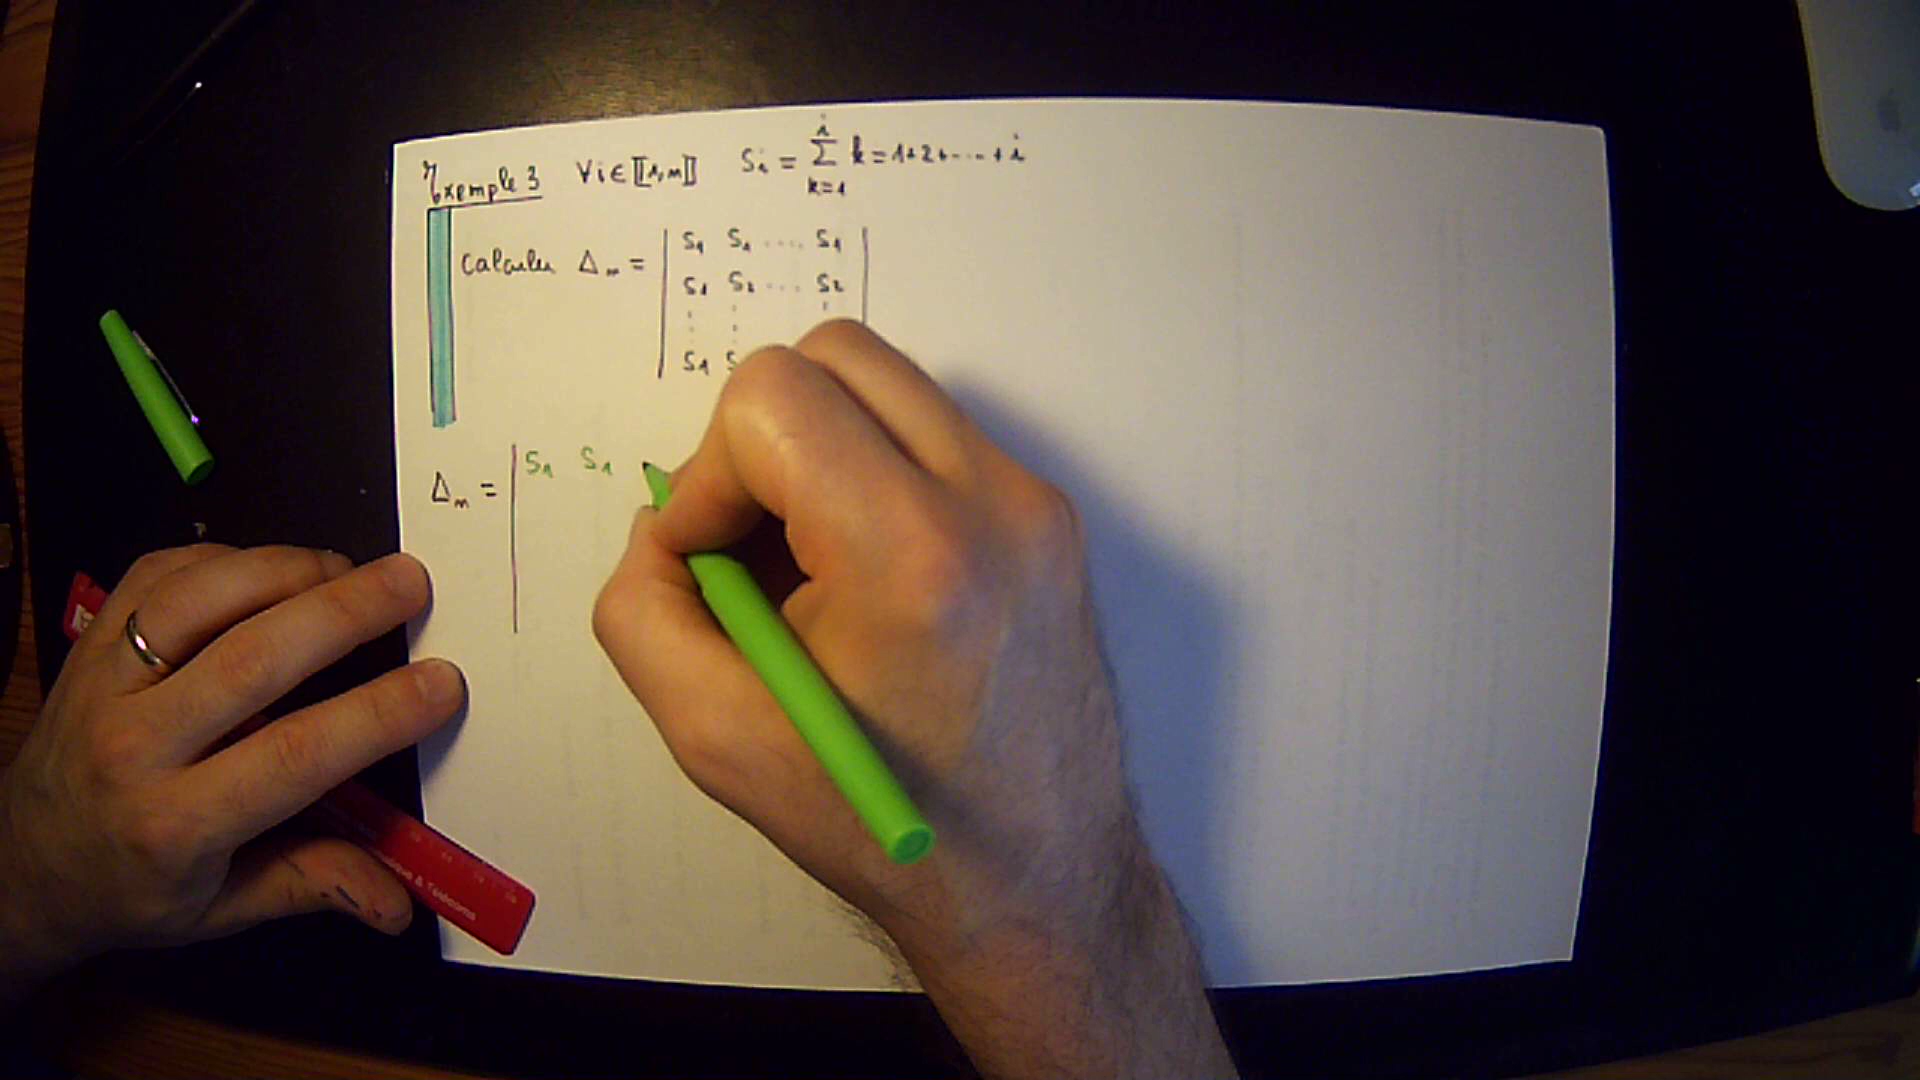 Exemple 3 ∀i∈⟦1,n⟧ Si = Σ k = 1+2+....+i
i
k=1
Calculer Δn =
S1 S1 .... S1
S1 S2 .... S2
S1 S
Δn = S1 S1